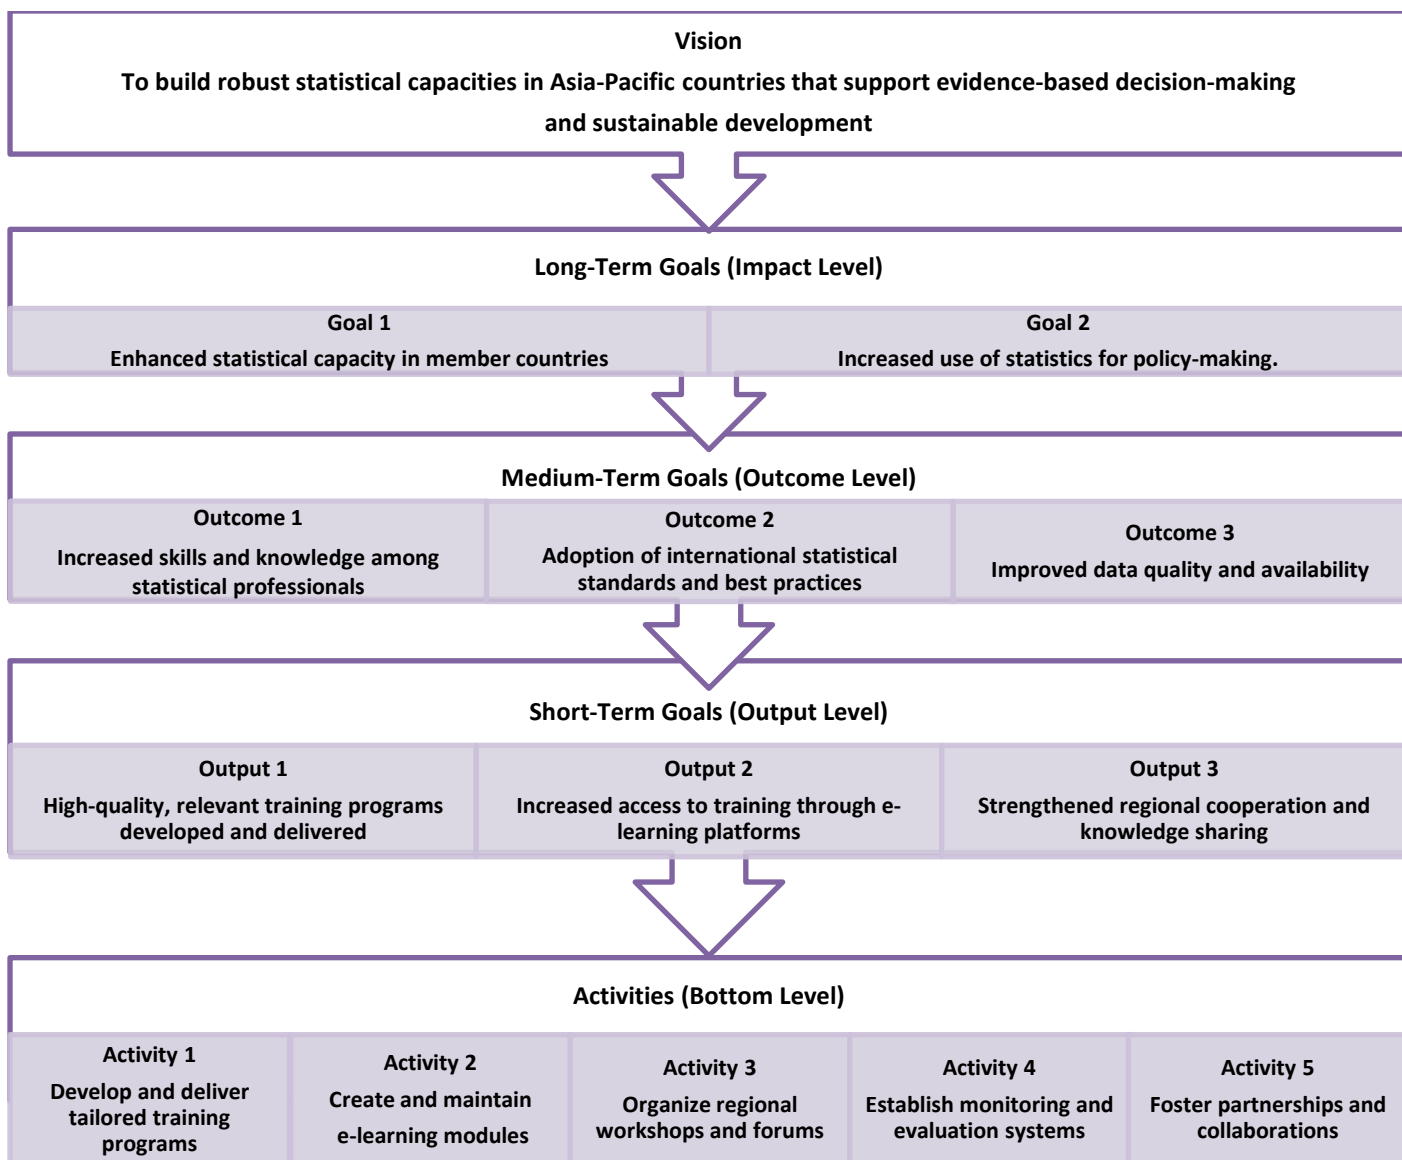 Vision
To build robust statistical capacities in Asia-Pacific countries that support evidence-based decision-making
and sustainable development
Long-Term Goals (Impact Level)
Goal 1
Enhanced statistical capacity in member countries
Goal 2
Increased use of statistics for policy-making.
Medium-Term Goals (Outcome Level)
Outcome 1
Increased skills and knowledge among
statistical professionals
Outcome 2
Adoption of international statistical
standards and best practices
Outcome 3
Improved data quality and availability
Short-Term Goals (Output Level)
Output 1
High-quality, relevant training programs
developed and delivered
Output 2
Increased access to training through e-
learning platforms
Output 3
Strengthened regional cooperation and
knowledge sharing
Activities (Bottom Level)
Activity 1
Develop and deliver
tailored training
programs
Activity 2
Create and maintain
e-learning modules
Activity 3
Organize regional
workshops and forums
Activity 4
Establish monitoring and
evaluation systems
Activity 5
Foster partnerships and
collaborations